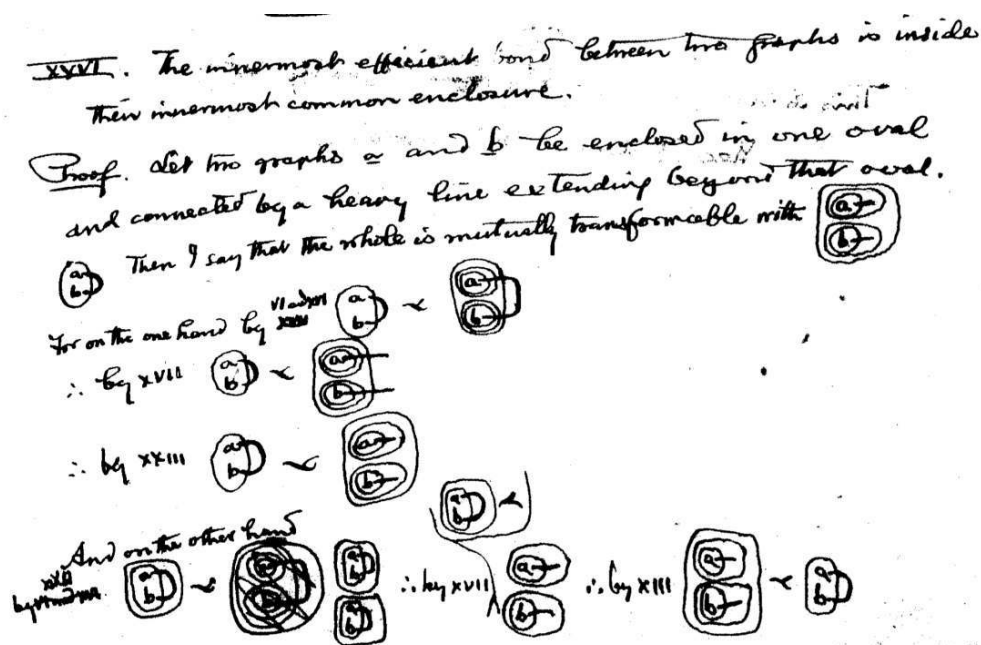 XXVI. The innermost efficient bond between two graphs is inside
their innermost common enclosure.
Proof. Let two graphs a and b be enclosed in one oval
and connected by a heavy line extending beyond that oval.
a b Then I say that the whole is mutually transformable with a b
For on the one hand by VI and XVI XXIII a b ⤙ a b
∴ by XVII a b ⤙ a b
∴ by XXIII a b ⤙ a b
a b ⤙
And on the other hand
by a b ⤙ a b a b ∴ by XVII a b ∴ by XIII a b ⤙ a b